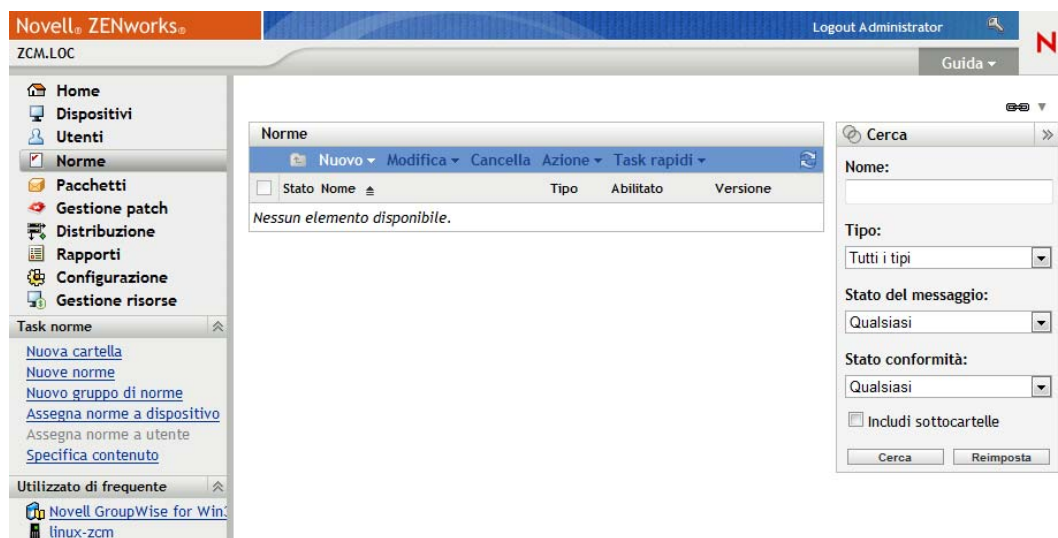 Novell® ZENworks®
Logout Administrator
N
ZCM.LOC
Guida
Home
Dispositivi
Utenti
Norme
Pacchetti
Gestione patch
Distribuzione
Rapporti
Configurazione
Gestione risorse
Task norme
Nuova cartella
Nuove norme
Nuovo gruppo di norme
Assegna norme a dispositivo
Assegna norme a utente
Specifica contenuto
Utilizzato di frequente
Novell GroupWise for Win3
linux-zcm
Norme
Nuovo Modifica Cancella Azione Task rapidi
Stato Nome Tipo Abilitato Versione
Nessun elemento disponibile.
Cerca
Nome:
Tipo:
Tutti i tipi
Stato del messaggio:
Qualsiasi
Stato conformità:
Qualsiasi
Includi sottocartelle
Cerca Reimposta